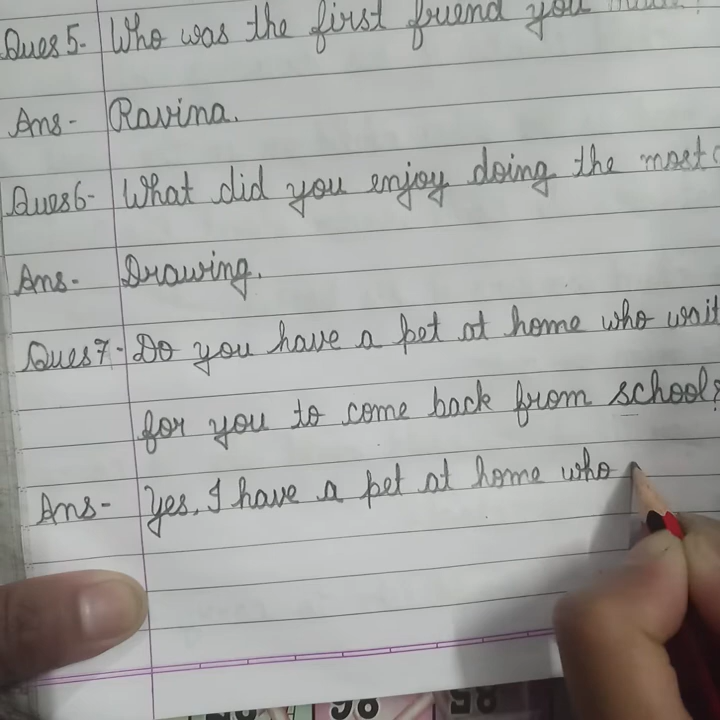 Ques 5- Who was the first friend you
Ans- Ravina.
Ques 6- What did you enjoy doing the most
Ans- Drawing.
Ques 7- Do you have a pet at home who wait
for you to come back from school?
Ans- Yes, I have a pet at home who